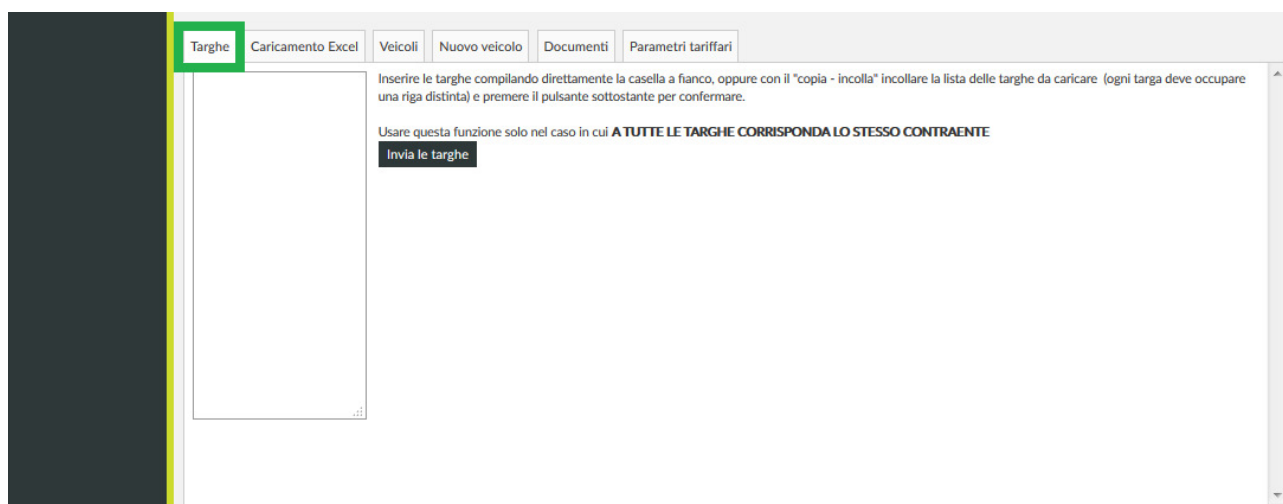 Targhe Caricamento Excel Veicoli Nuovo veicolo Documenti Parametri tariffari
Inserire le targhe compilando direttamente la casella a fianco, oppure con il "copia - incolla" incollare la lista delle targhe da caricare (ogni targa deve occupare
una riga distinta) e premere il pulsante sottostante per confermare.
Usare questa funzione solo nel caso in cui A TUTTE LE TARGHE CORRISPONDA LO STESSO CONTRAENTE
Invia le targhe